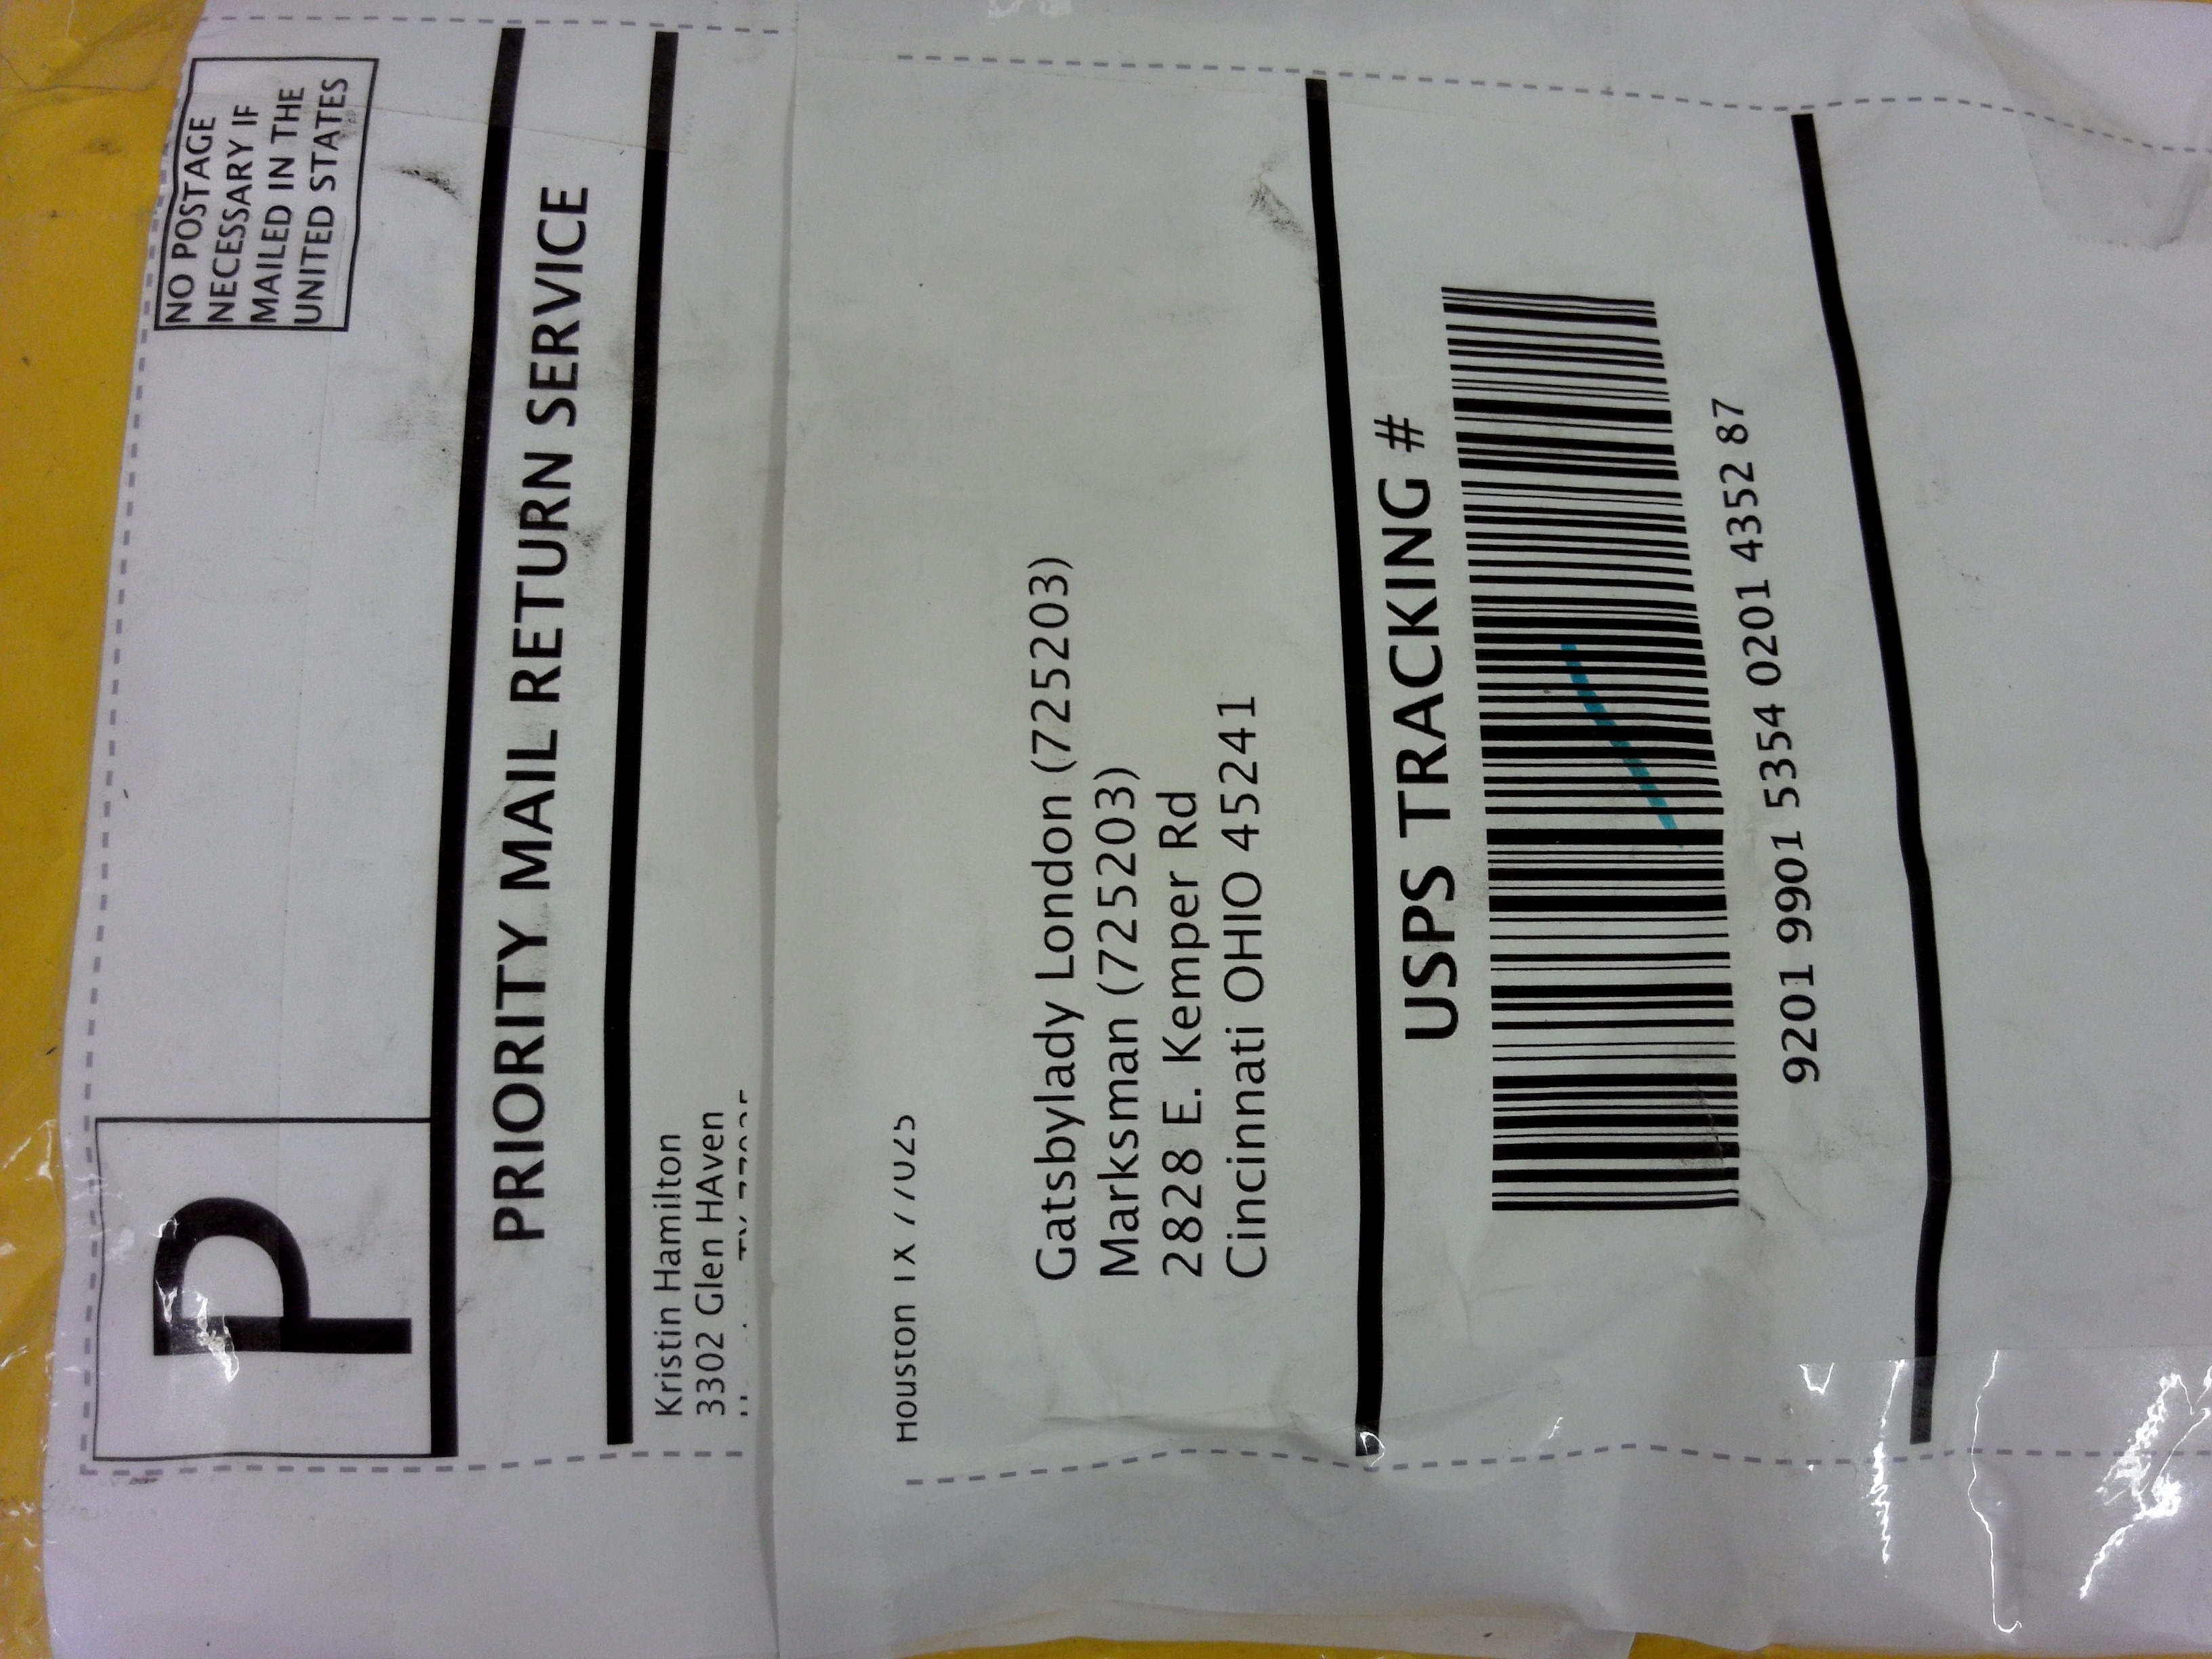 P
NO POSTAGE
NECESSARY IF
MAILED IN THE
UNITED STATES
PRIORITY MAIL RETURN SERVICE
Kristin Hamilton
3302 Glen HAven
Houston TX 77025
Gatsbylady London (725203)
Marksman (725203)
2828 E. Kemper Rd
Cincinnati OHIO 45241
USPS TRACKING #
9201 9901 5354 0201 4352 87